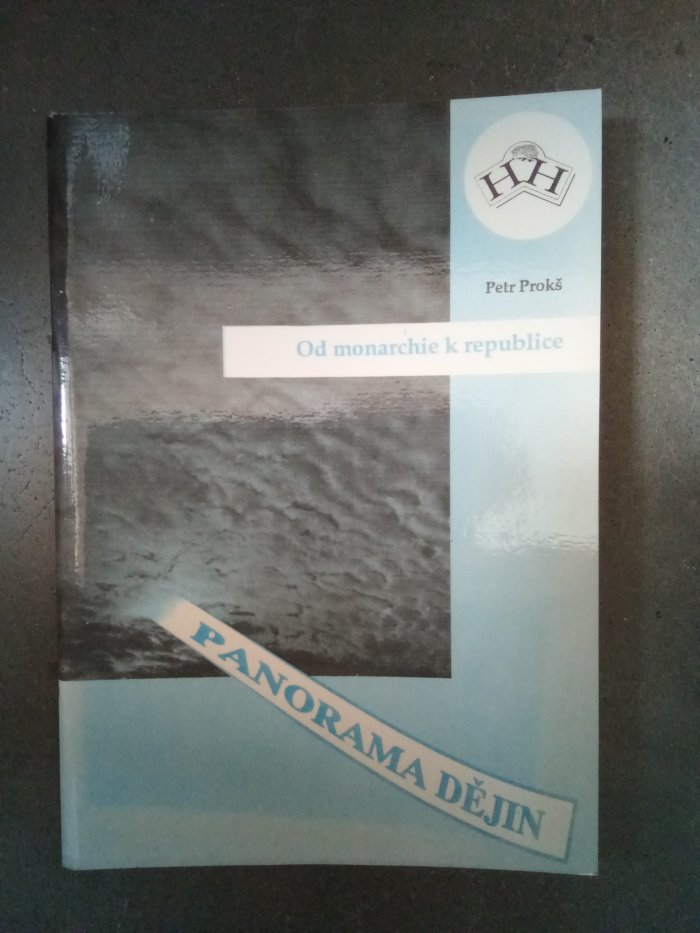 HH
Petr Prokš
Od monarchie k republice
PANORAMA DĚJIN